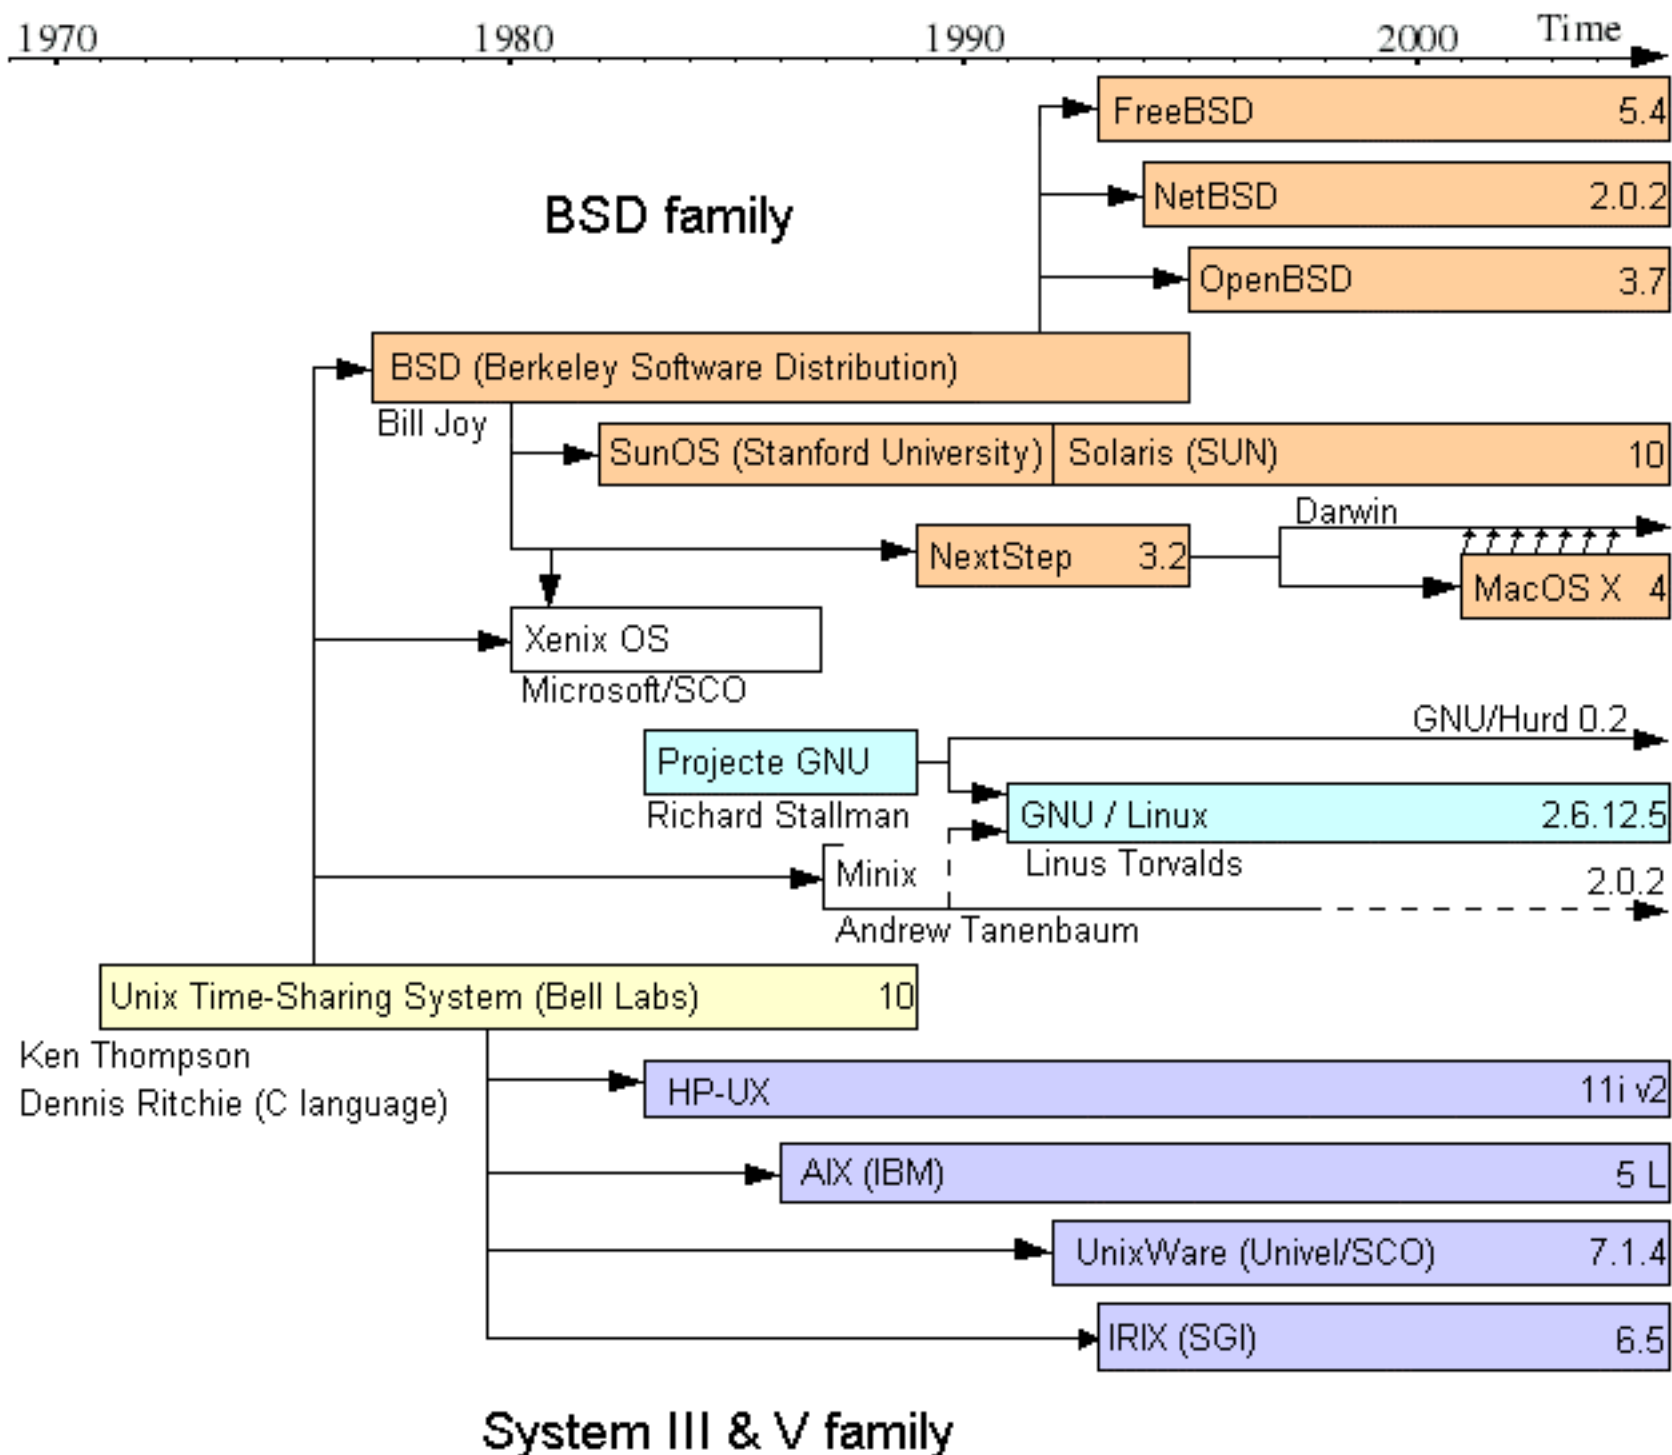 1970 1980 1990 2000 Time
FreeBSD 5.4
NetBSD 2.0.2
BSD family
OpenBSD 3.7
BSD (Berkeley Software Distribution)
Bill Joy
SunOS (Stanford University) Solaris (SUN) 10
Darwin
NextStep 3.2
MacOS X 4
Xenix OS
Microsoft/SCO
GNU/Hurd 0.2
Projecte GNU
Richard Stallman
GNU / Linux 2.6.12.5
Linus Torvalds
Minix 2.0.2
Andrew Tanenbaum
Unix Time-Sharing System (Bell Labs) 10
Ken Thompson
Dennis Ritchie (C language)
HP-UX 11i v2
AIX (IBM) 5 L
UnixWare (Univel/SCO) 7.1.4
IRIX (SGI) 6.5
System III & V family